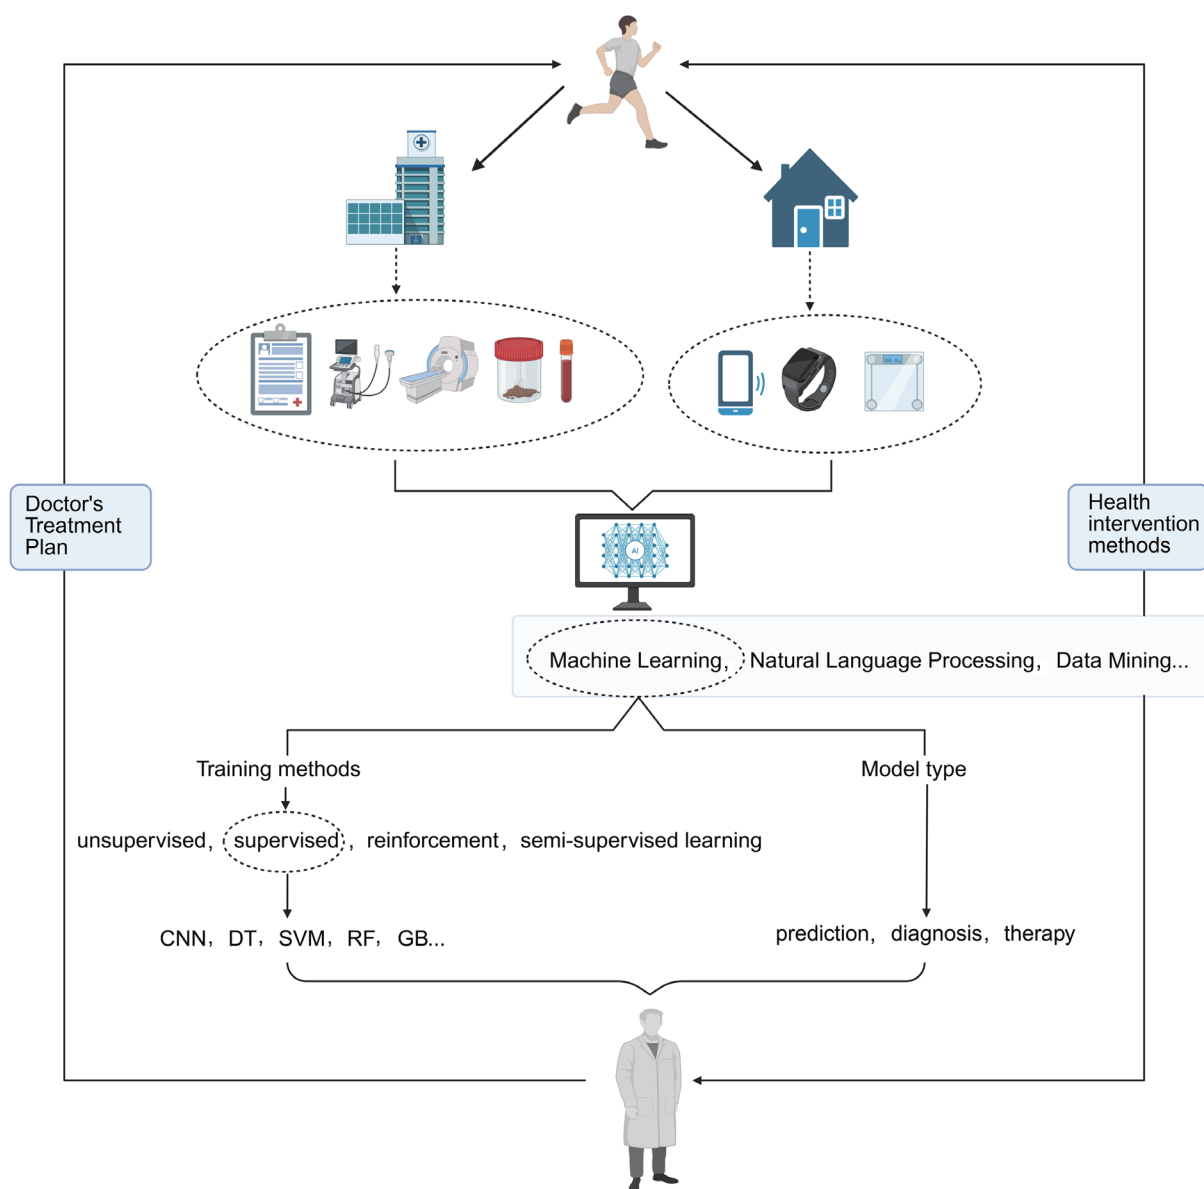 Doctor's
Treatment
Plan
Health
intervention
methods
AI
Machine Learning, Natural Language Processing, Data Mining...
Training methods
Model type
unsupervised, supervised, reinforcement, semi-supervised learning
CNN, DT, SVM, RF, GB...
prediction, diagnosis, therapy